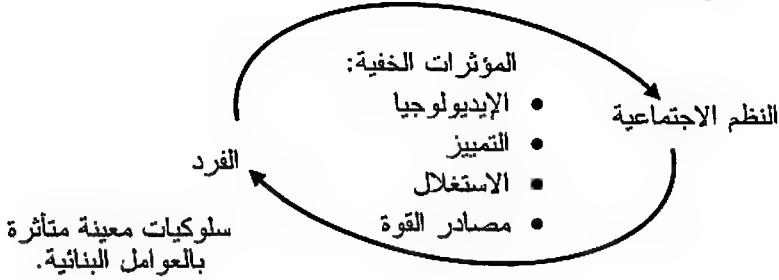 المؤثرات الخفية:
• الإيديولوجيا
• التمييز
▪ الاستغلال
• مصادر القوة
النظم الاجتماعية
الفرد
سلوكيات معينة متأثرة
بالعوامل البنائية.